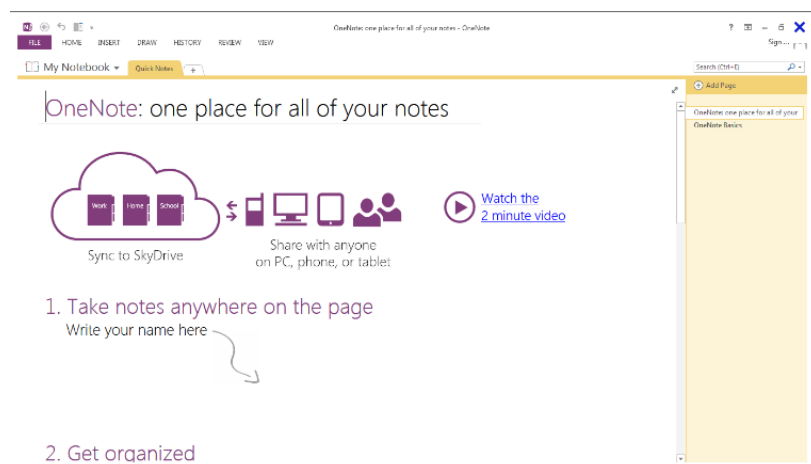 OneNote: one place for all of your notes - OneNote
?
Sign...
FILE HOME INSERT DRAW HISTORY REVIEW VIEW
My Notebook Quick Notes +
Search (Ctrl+E)
Add Page
OneNote: one place for all of your
OneNote Basics
OneNote: one place for all of your notes
Work Home School
Sync to SkyDrive
Share with anyone
on PC, phone, or tablet
Watch the
2 minute video
1. Take notes anywhere on the page
Write your name here
2. Get organized